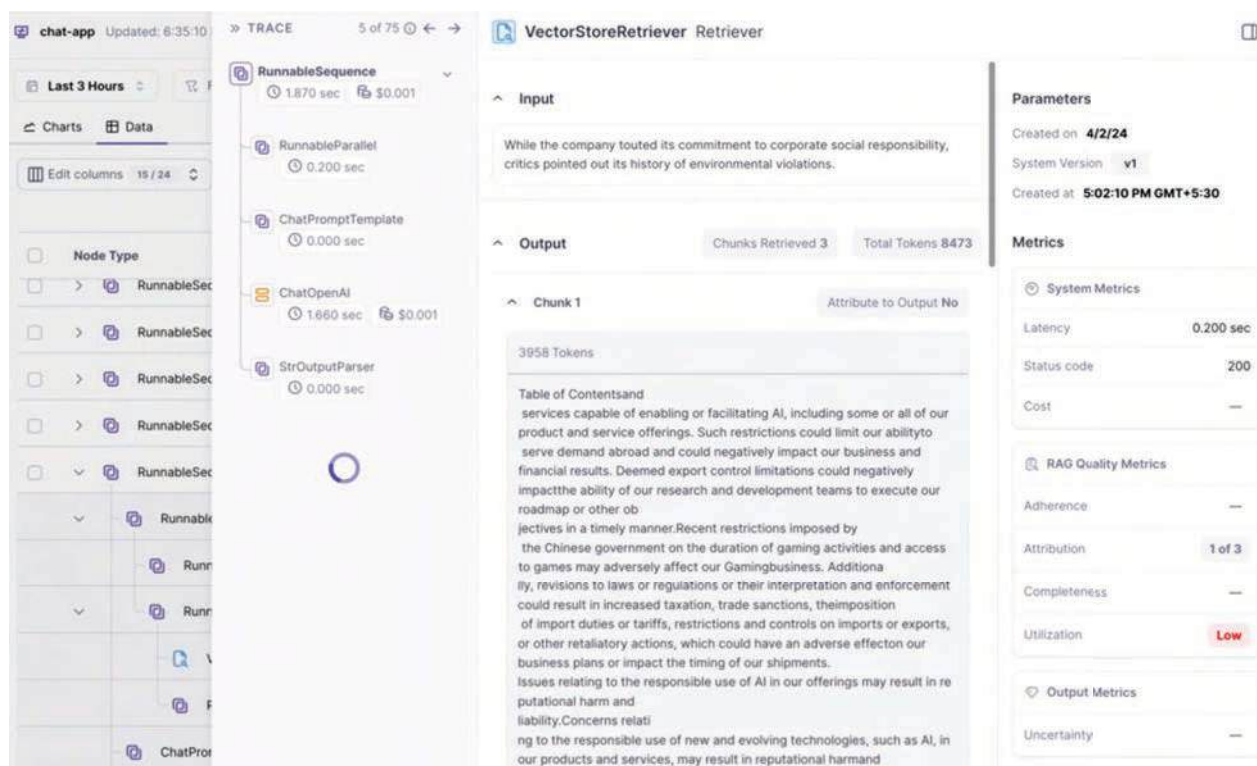 chat-app Updated: 6:35:10
Last 3 Hours
Charts Data
Edit columns 15 / 24
Node Type
RunnableSec
RunnableSec
RunnableSec
RunnableSec
RunnableSec
Runnable
Runr
Runr
ChatPror
TRACE 5 of 75
RunnableSequence
1.870 sec $0.001
RunnableParallel
0.200 sec
ChatPromptTemplate
0.000 sec
ChatOpenAI
1.660 sec $0.001
StrOutputParser
0.000 sec
VectorStoreRetriever Retriever
Input
While the company touted its commitment to corporate social responsibility,
critics pointed out its history of environmental violations.
Output Chunks Retrieved 3 Total Tokens 8473
Chunk 1 Attribute to Output No
3958 Tokens
Table of Contentsand
services capable of enabling or facilitating AI, including some or all of our
product and service offerings. Such restrictions could limit our abilityto
serve demand abroad and could negatively impact our business and
financial results. Deemed export control limitations could negatively
impactthe ability of our research and development teams to execute our
roadmap or other ob
jectives in a timely manner.Recent restrictions imposed by
the Chinese government on the duration of gaming activities and access
to games may adversely affect our Gamingbusiness. Additiona
lly, revisions to laws or regulations or their interpretation and enforcement
could result in increased taxation, trade sanctions, theimposition
of import duties or tariffs, restrictions and controls on imports or exports,
or other retaliatory actions, which could have an adverse effecton our
business plans or impact the timing of our shipments.
Issues relating to the responsible use of AI in our offerings may result in re
putational harm and
liability.Concerns relati
ng to the responsible use of new and evolving technologies, such as AI, in
our products and services, may result in reputational harmand
Parameters
Created on 4/2/24
System Version v1
Created at 5:02:10 PM GMT+5:30
Metrics
System Metrics
Latency 0.200 sec
Status code 200
Cost —
RAG Quality Metrics
Adherence —
Attribution 1 of 3
Completeness —
Utilization Low
Output Metrics
Uncertainty —